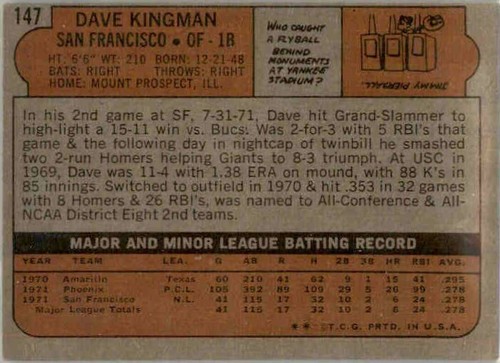 147 DAVE KINGMAN
SAN FRANCISCO • OF - 1B
HT: 6'6" WT: 210 BORN: 12-21-48
BATS: RIGHT THROWS: RIGHT
HOME: MOUNT PROSPECT, ILL.
WHO CAUGHT
A FLYBALL
BEHIND
MONUMENTS
AT YANKEE
STADIUM?
JIMMY PIERSALL
In his 2nd game at SF, 7-31-71, Dave hit Grand-Slammer to
high-light a 15-11 win vs. Bucs. Was 2-for-3 with 5 RBI's that
game & the following day in nightcap of twinbill he smashed
two 2-run Homers helping Giants to 8-3 triumph. At USC in
1969, Dave was 11-4 with 1.38 ERA on mound, with 88 K's in
85 innings. Switched to outfield in 1970 & hit .353 in 32 games
with 8 Homers & 26 RBI's, was named to All-Conference & All-
NCAA District Eight 2nd teams.
MAJOR AND MINOR LEAGUE BATTING RECORD
YEAR TEAM LEA. G AB R H 2B 3B HR RBI AVG.
1970 Amarillo Texas 60 210 41 62 9 1 15 41 .295
1971 Phoenix P.C.L. 105 392 89 109 29 5 26 99 .278
1971 San Francisco N.L. 41 115 17 32 10 2 6 24 .278
Major League Totals 41 115 17 32 10 2 6 24 .278
* * ©T.C.G. PRTD. IN U.S.A.